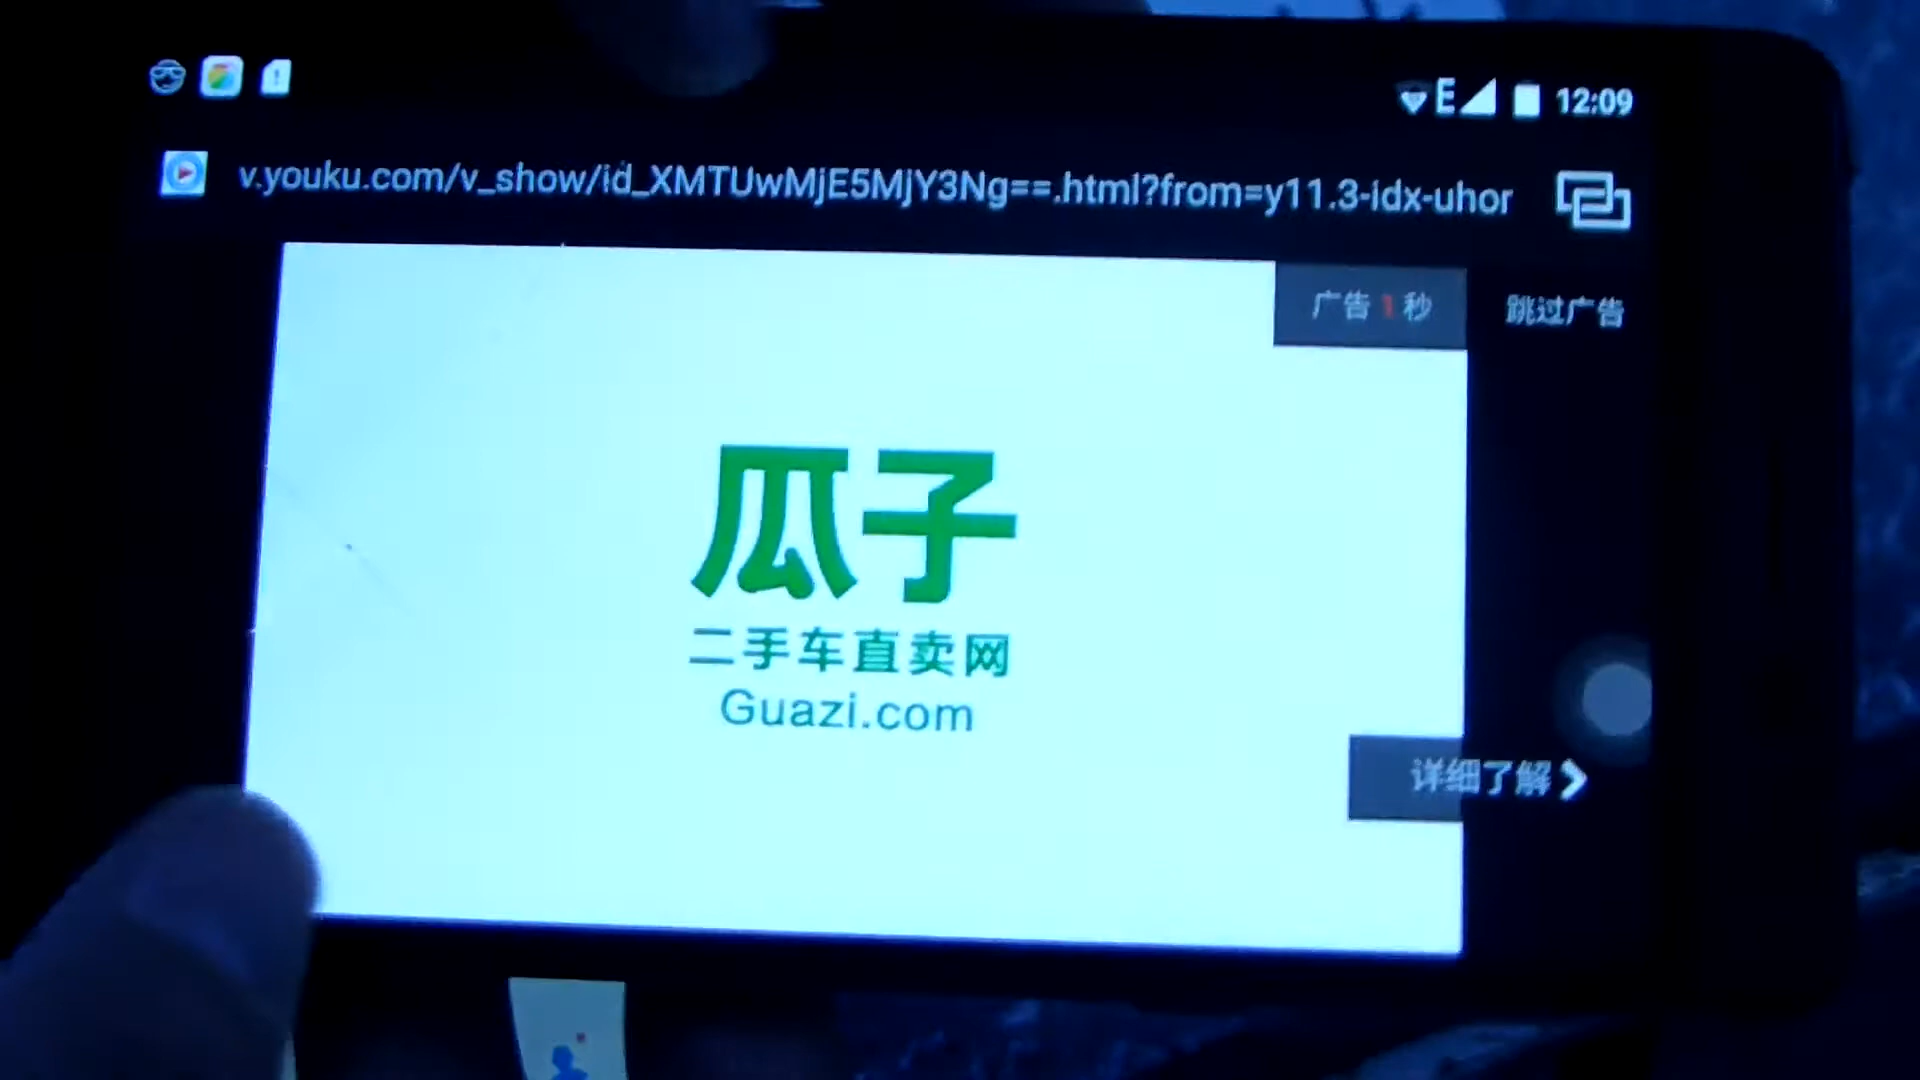 E 12:09
v.youku.com/v_show/id_XMTUwMjE5MjY3Ng==.html?from=y11.3-idx-uhor
广告 1 秒
跳过广告
瓜子
二手车直卖网
Guazi.com
详细了解